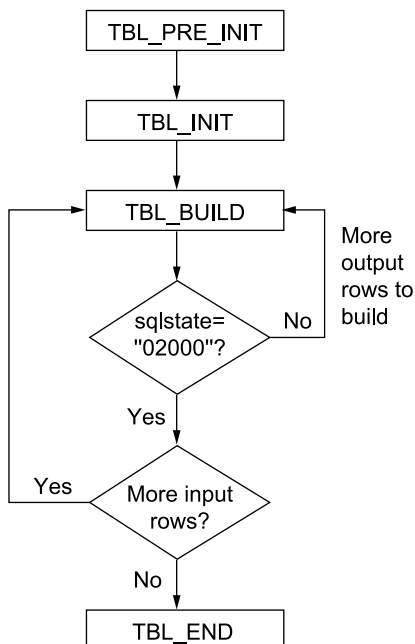 TBL_PRE_INIT
TBL_INIT
TBL_BUILD
More
output
rows to
build
sqlstate=
"02000"?
No
Yes
Yes
More input
rows?
No
TBL_END